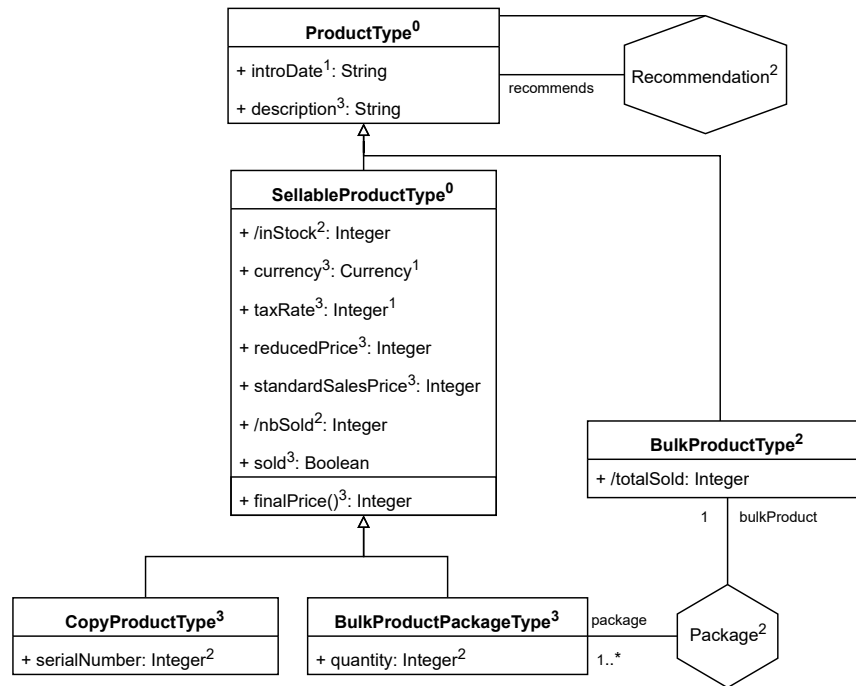 ProductType⁰
+ introDate¹: String
+ description³: String
recommends
Recommendation²
SellableProductType⁰
+ /inStock²: Integer
+ currency³: Currency¹
+ taxRate³: Integer¹
+ reducedPrice³: Integer
+ standardSalesPrice³: Integer
+ /nbSold²: Integer
+ sold³: Boolean
+ finalPrice()³: Integer
BulkProductType²
+ /totalSold: Integer
1
bulkProduct
CopyProductType³
+ serialNumber: Integer²
BulkProductPackageType³
+ quantity: Integer²
package
1..*
Package²